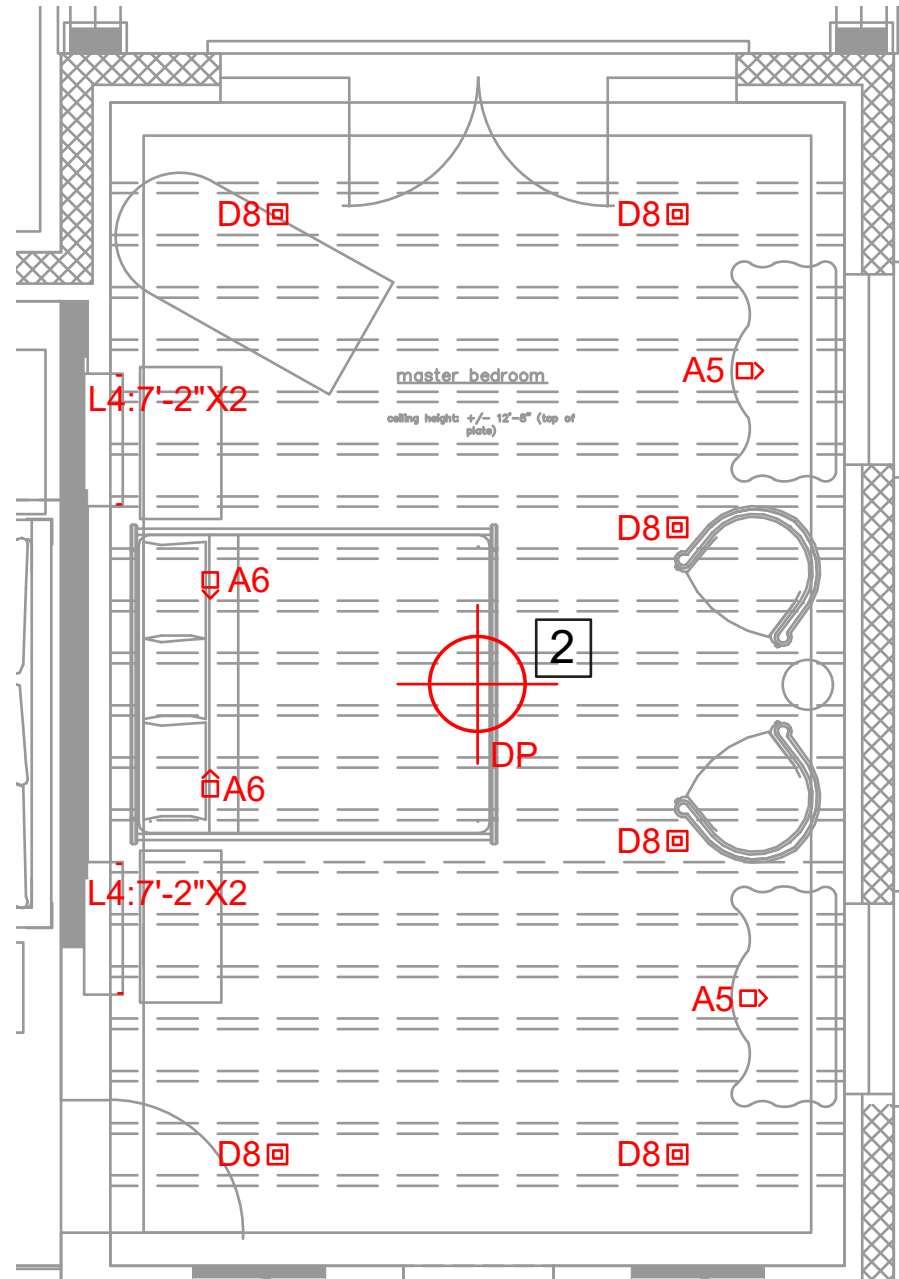 D8 D8
A5
master bedroom
L4:7'-2"X2
ceiling height: +/- 12'-8" (top of
plate)
D8
A6
2
DP
A6
D8
L4:7'-2"X2
A5
D8 D8